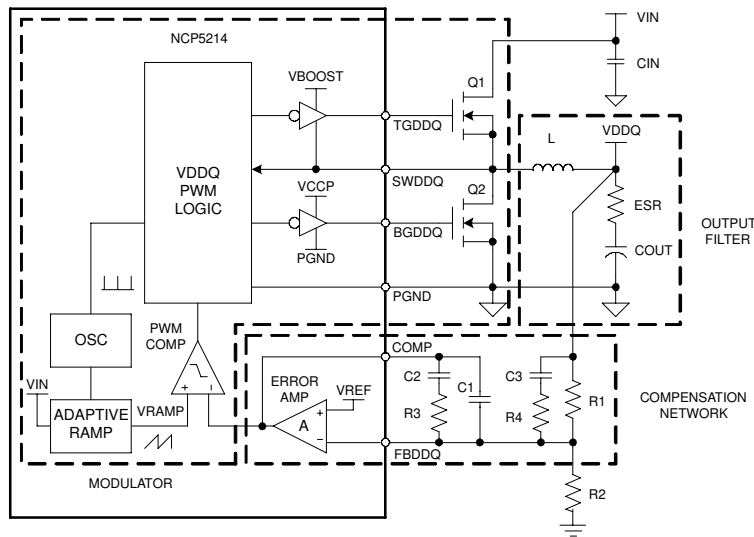 VIN
NCP5214
CIN
VBOOST
Q1
TGDDQ
VDDQ
PWM
LOGIC
L
VDDQ
SWDDQ
VCCP
Q2
ESR
OUTPUT
FILTER
BGDDQ
COUT
PGND
PGND
OSC
PWM
COMP
COMP
VIN
ERROR
AMP
VREF
C2
C1
C3
R1
COMPENSATION
NETWORK
ADAPTIVE
RAMP
VRAMP
+
−
A
+
−
R3
R4
FBDDQ
MODULATOR
R2